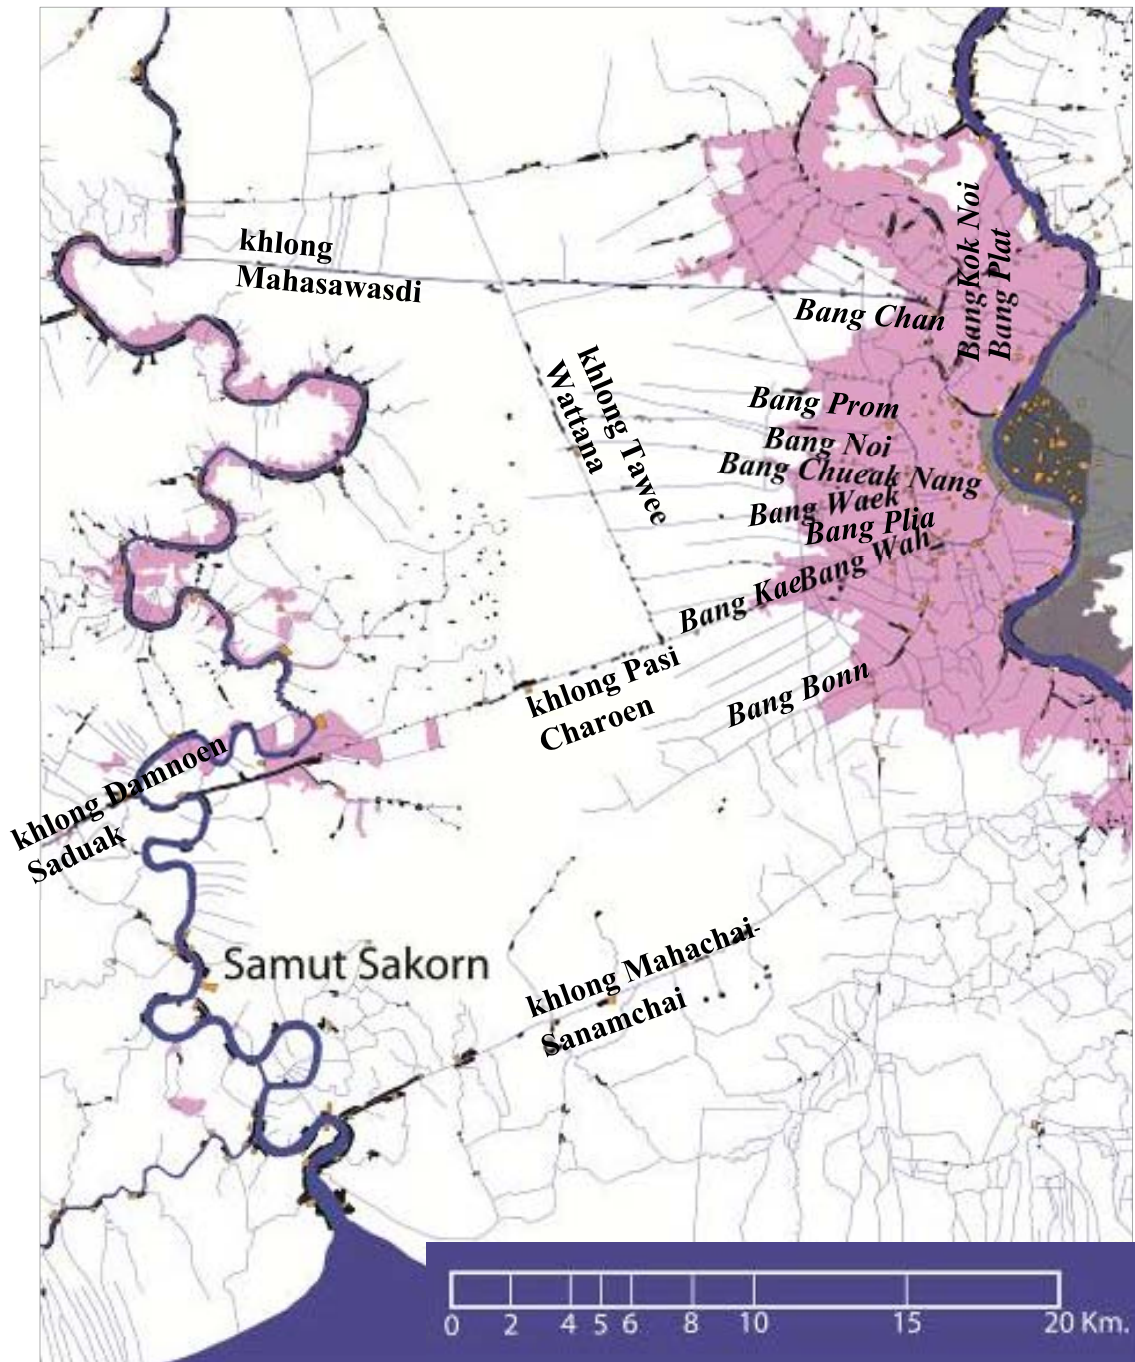 khlong
Mahasawasdi
BangKok Noi
Bang Plat
Bang Chan
khlong Tawee
Wattana
Bang Prom
Bang Noi
Bang Chueak Nang
Bang Waek
Bang Plia
Bang Wah
Bang Kae
khlong Pasi
Charoen
Bang Bonn
khlong Damnoen
Saduak
Samut Sakorn
khlong Mahachai-
Sanamchai
0 2 4 5 6 8 10 15 20 Km.